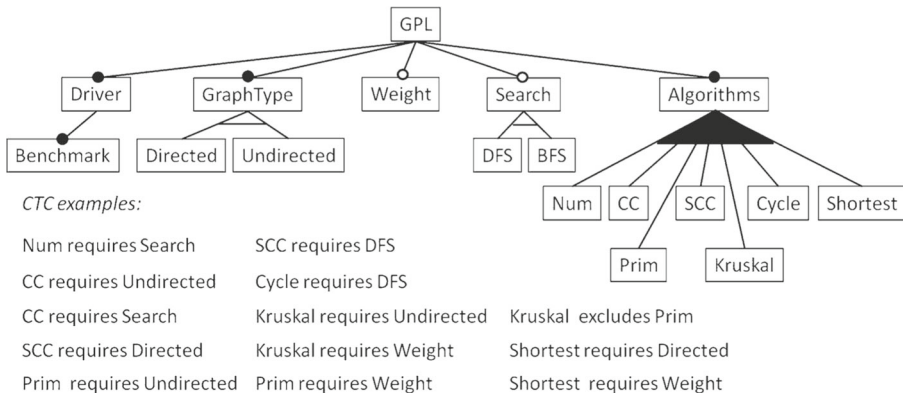 GPL
Driver GraphType Weight Search Algorithms
Benchmark Directed Undirected DFS BFS
Num CC SCC Cycle Shortest
Prim Kruskal
CTC examples:
Num requires Search SCC requires DFS
CC requires Undirected Cycle requires DFS
CC requires Search Kruskal requires Undirected Kruskal excludes Prim
SCC requires Directed Kruskal requires Weight Shortest requires Directed
Prim requires Undirected Prim requires Weight Shortest requires Weight